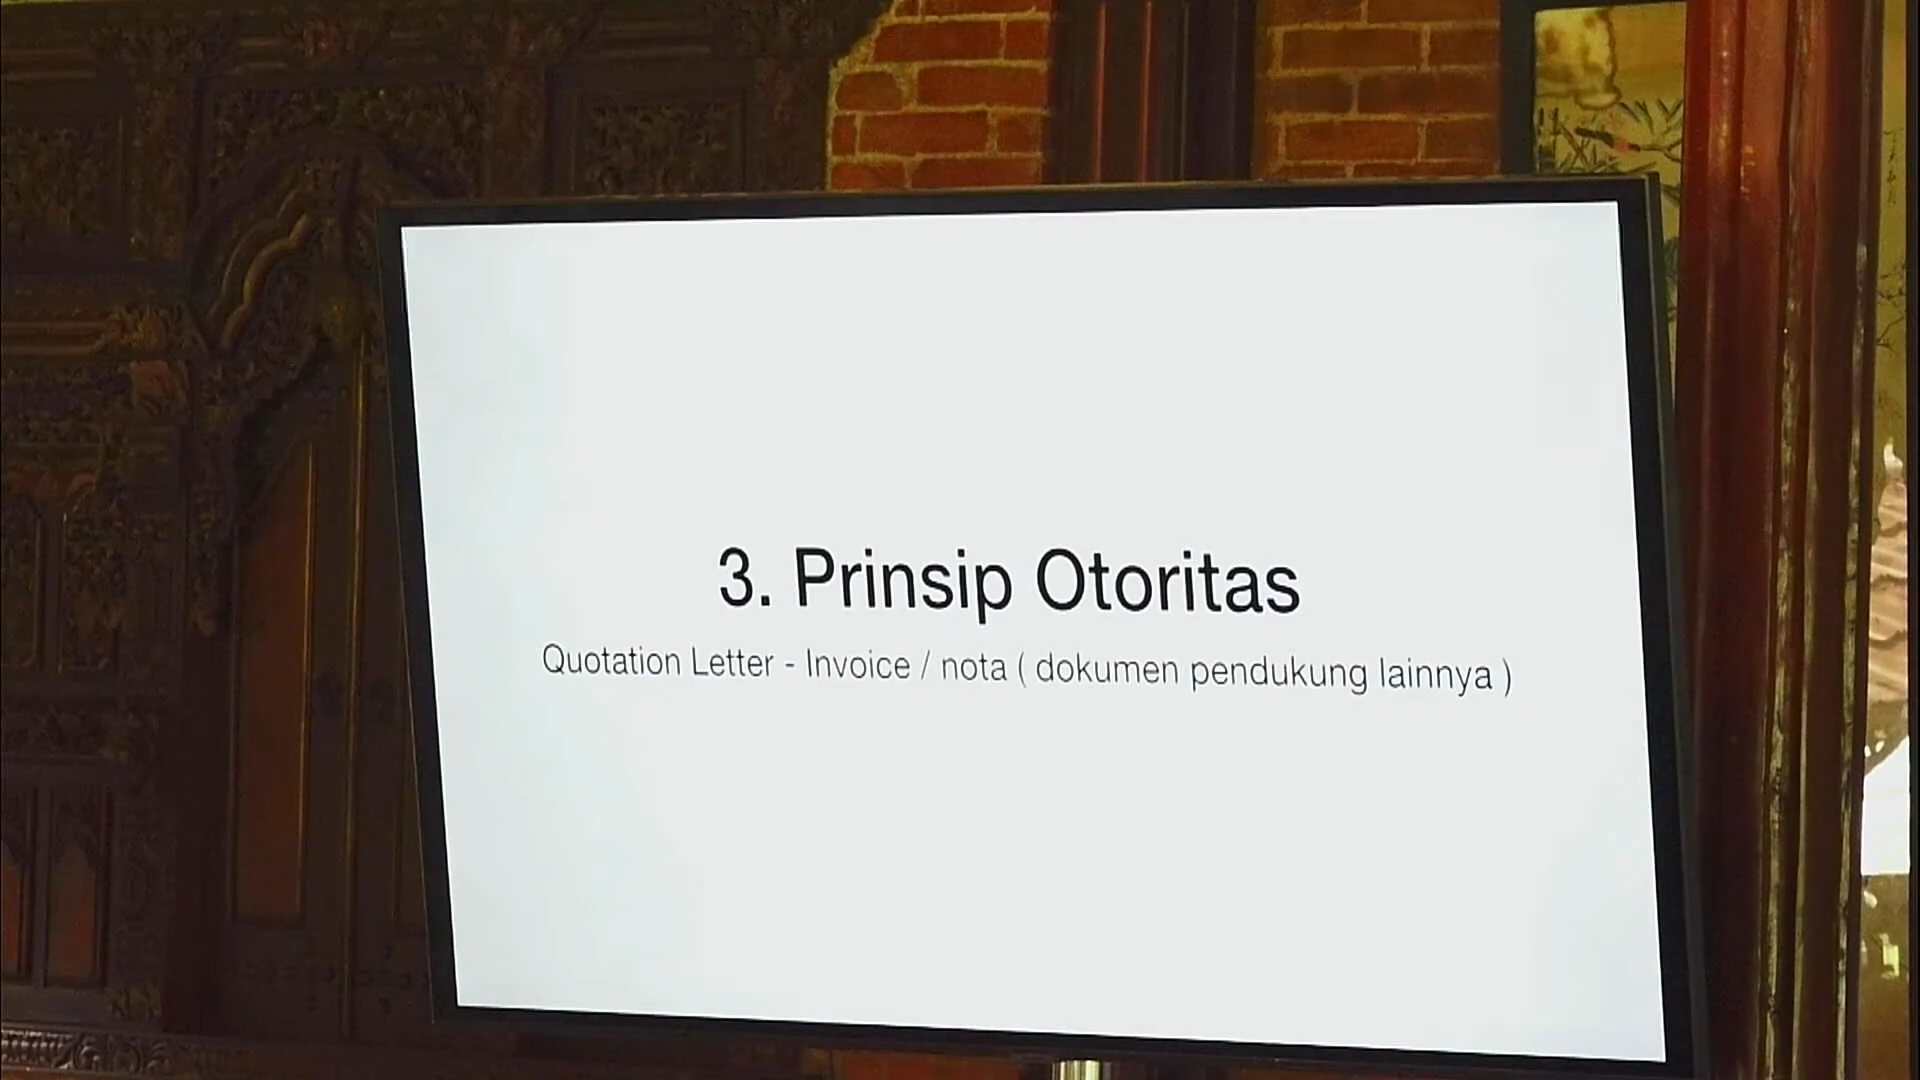 3. Prinsip Otoritas
Quotation Letter - Invoice / nota ( dokumen pendukung lainnya )